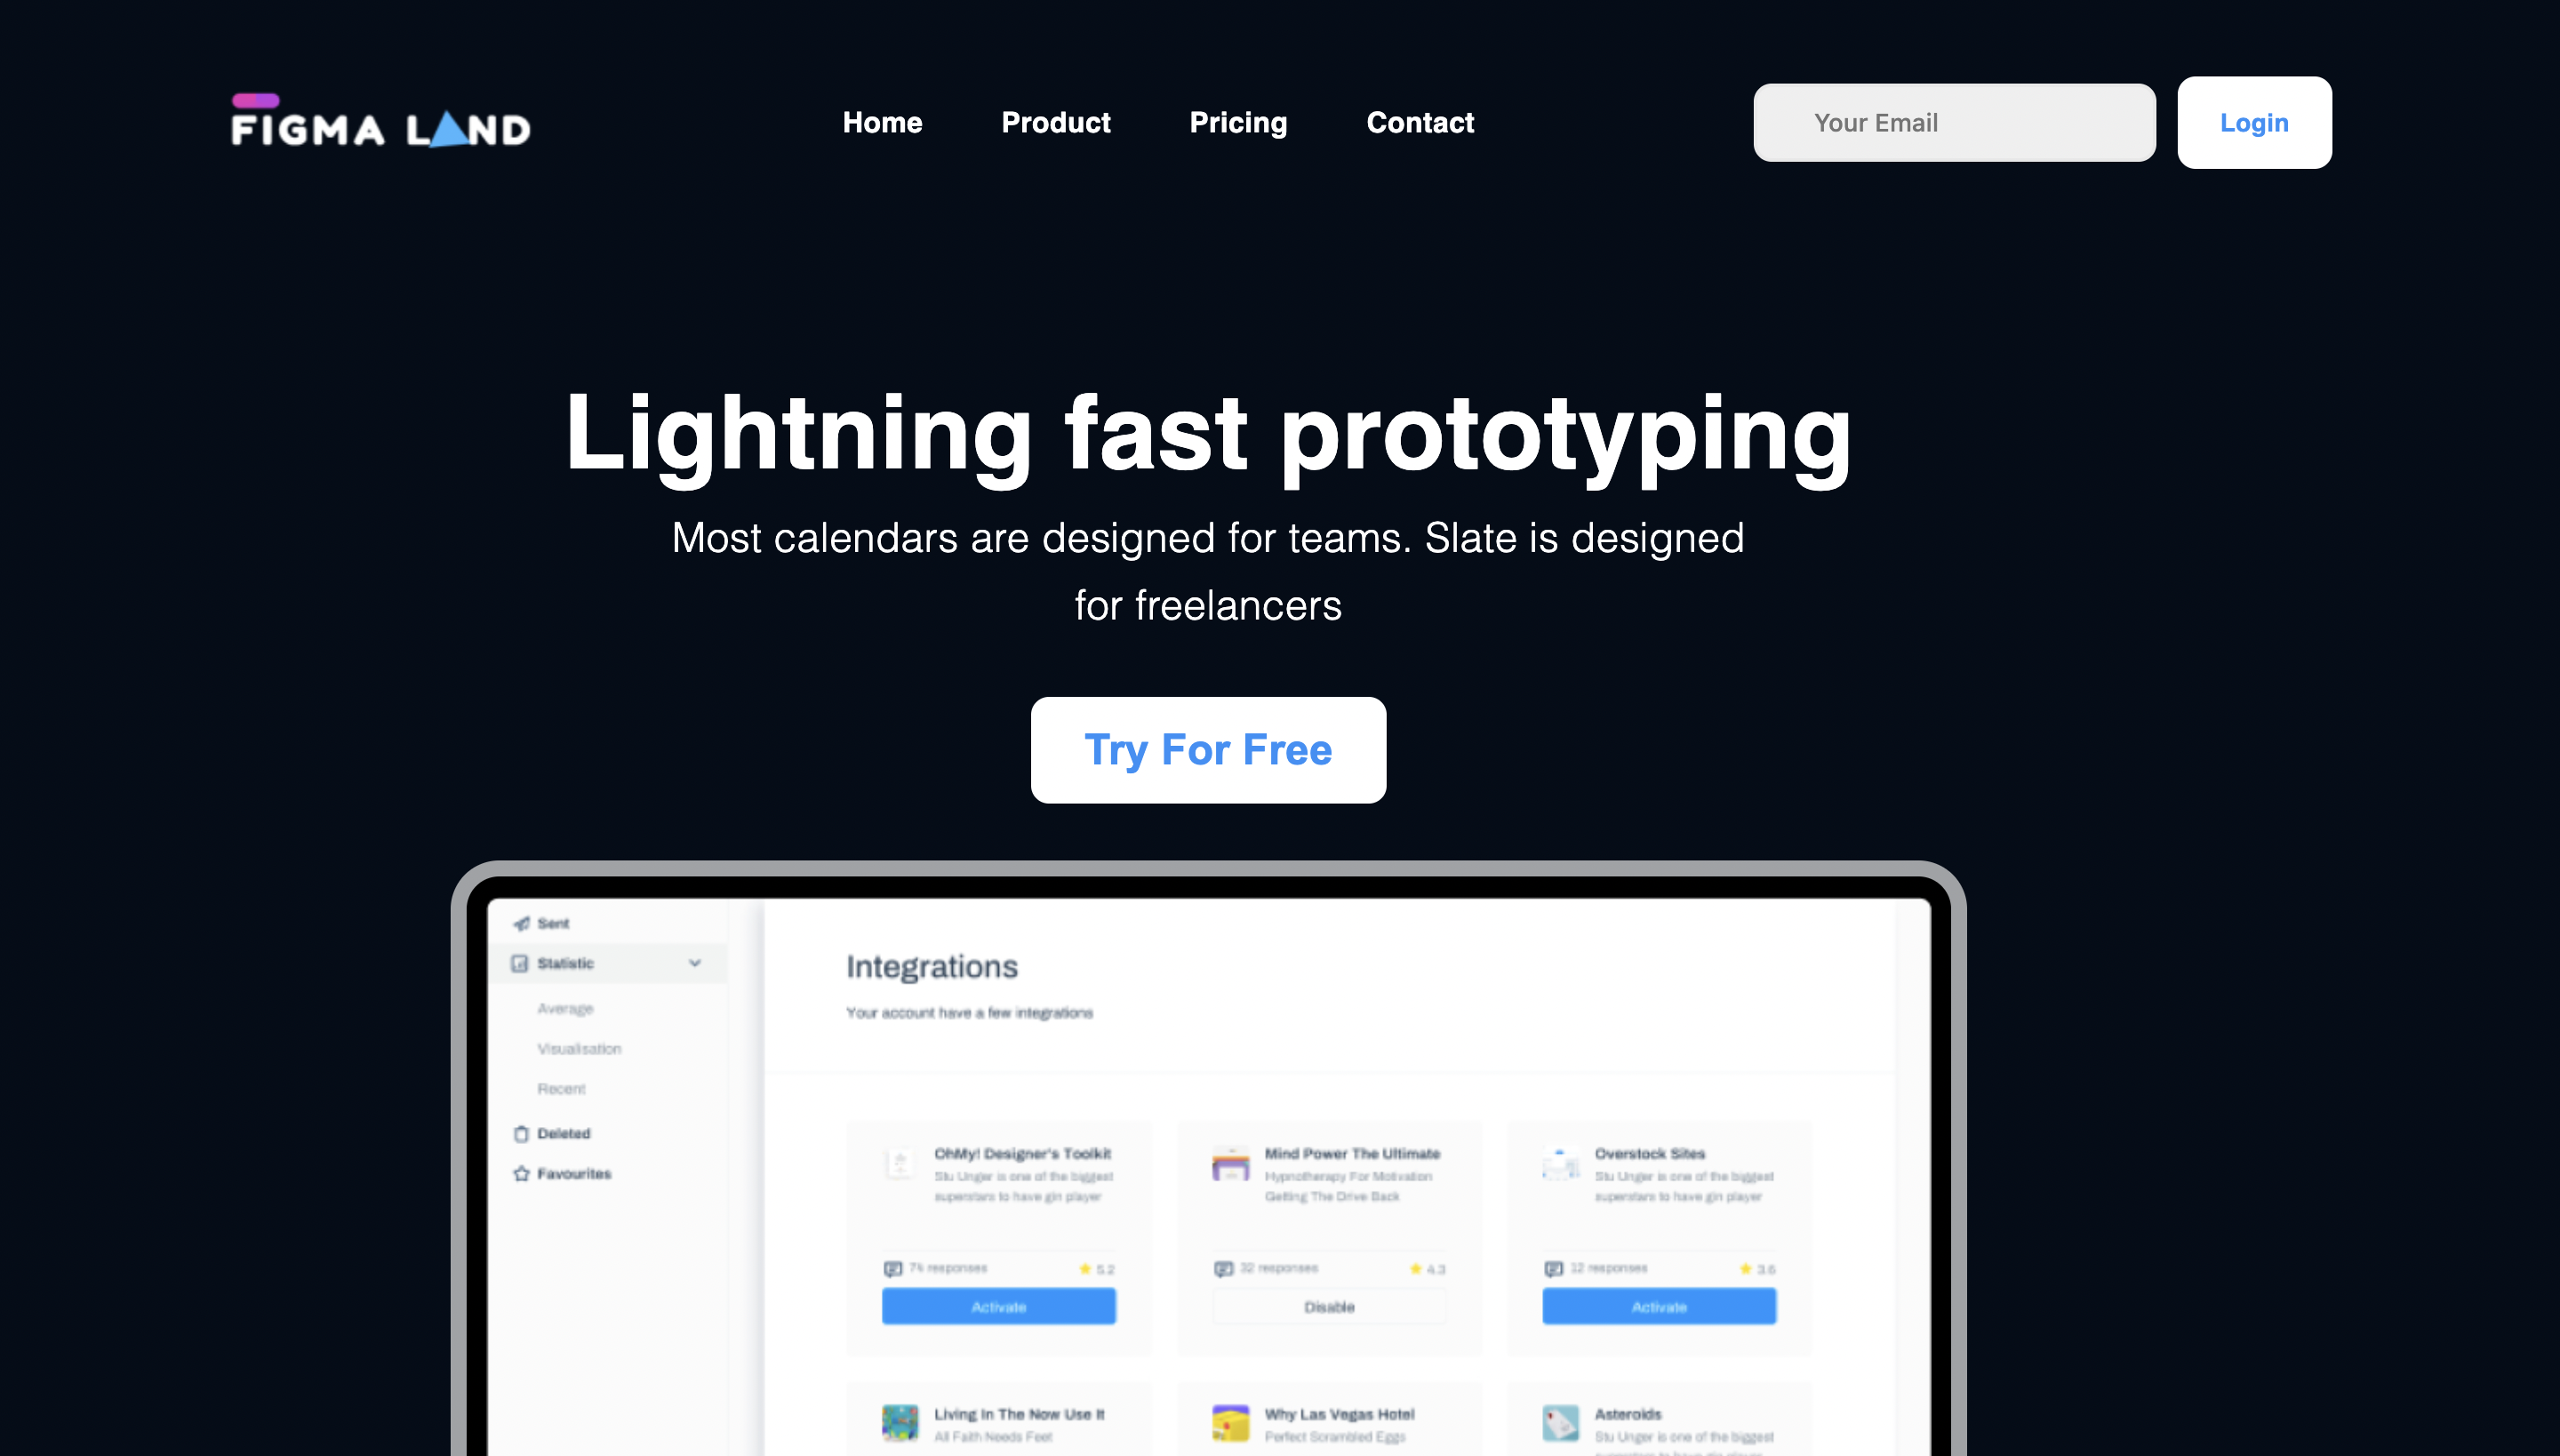 FIGMA LAND
Home
Product
Pricing
Contact
Your Email
Login
Lightning fast prototyping
Most calendars are designed for teams. Slate is designed
for freelancers
Try For Free
Sent
Statistic
Average
Visualisation
Recent
Deleted
Favourites
Integrations
Your account have a few integrations
OhMy! Designer's Toolkit
Stu Unger is one of the biggest
superstars to have gin player
responses
5.2
Activate
Mind Power The Ultimate
Hypnotherapy For Motivation
Getting The Drive Back
32 responses
4.3
Disable
Overstock Sites
Stu Unger is one of the biggest
superstars to have gin player
12 responses
3.6
Activate
Living In The Now Use It
All Faith Needs Feet
Why Las Vegas Hotel
Perfect Scrambled Eggs
Asteroids
Stu Unger is one of the biggest